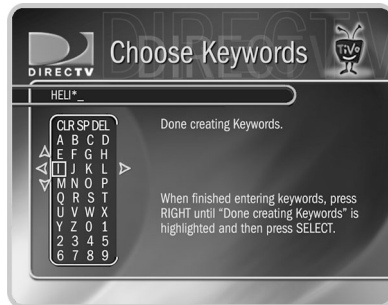 DIRECTV
Choose Keywords
TiVo
DIRECTV
HELI*_
CLR SP DEL
A B C D
E F G H
I J K L
M N O P
Q R S T
U V W X
Y Z 0 1
2 3 4 5
6 7 8 9
Done creating Keywords.
When finished entering keywords, press
RIGHT until "Done creating Keywords" is
highlighted and then press SELECT.